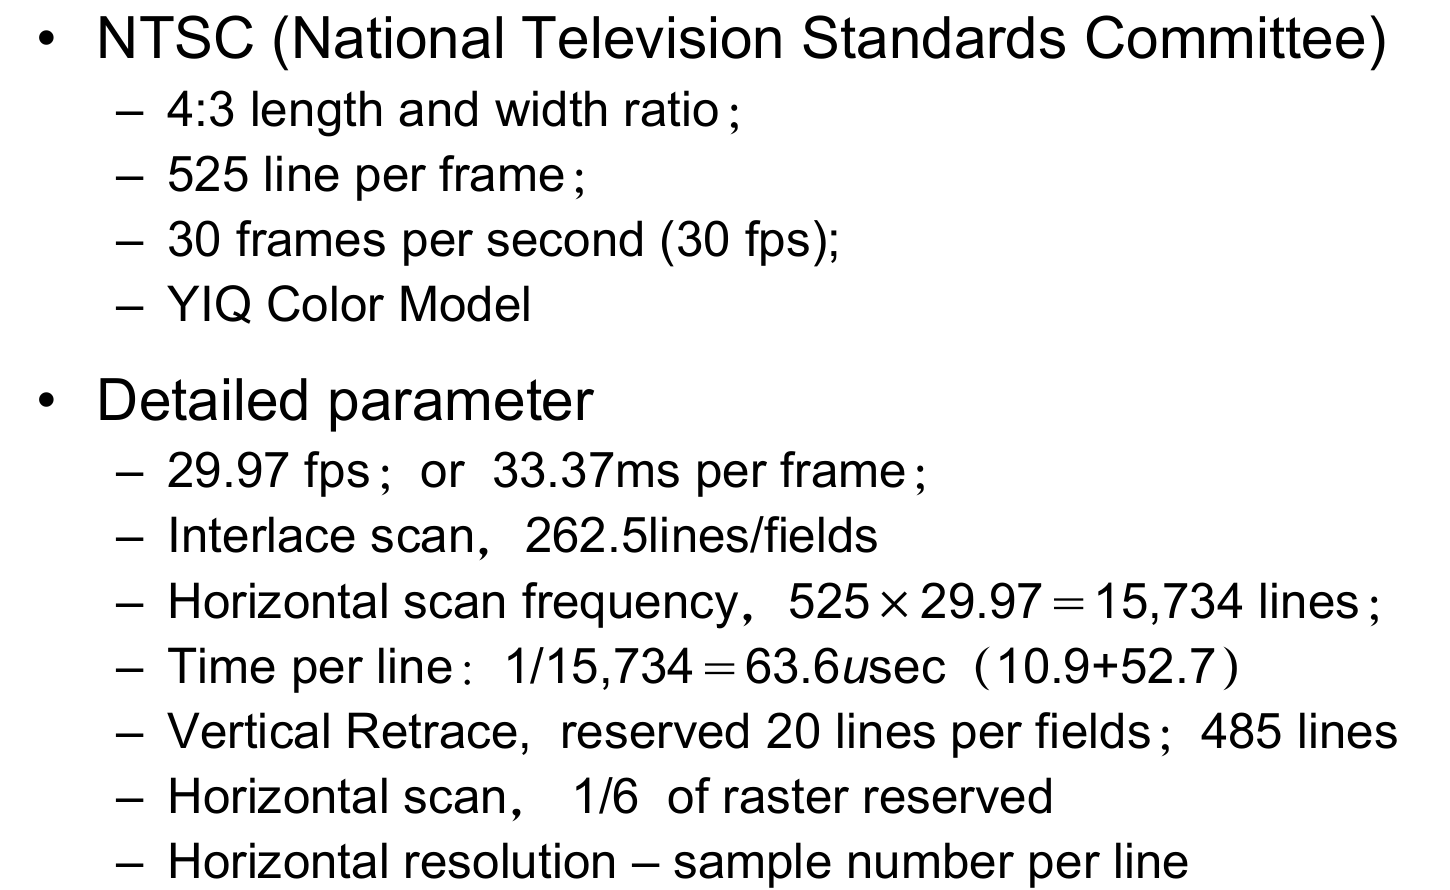 • NTSC (National Television Standards Committee)
– 4:3 length and width ratio；
– 525 line per frame；
– 30 frames per second (30 fps);
– YIQ Color Model
• Detailed parameter
– 29.97 fps； or 33.37ms per frame；
– Interlace scan， 262.5lines/fields
– Horizontal scan frequency， 525×29.97＝15,734 lines；
– Time per line： 1/15,734＝63.6usec （10.9+52.7）
– Vertical Retrace, reserved 20 lines per fields；485 lines
– Horizontal scan， 1/6 of raster reserved
– Horizontal resolution – sample number per line